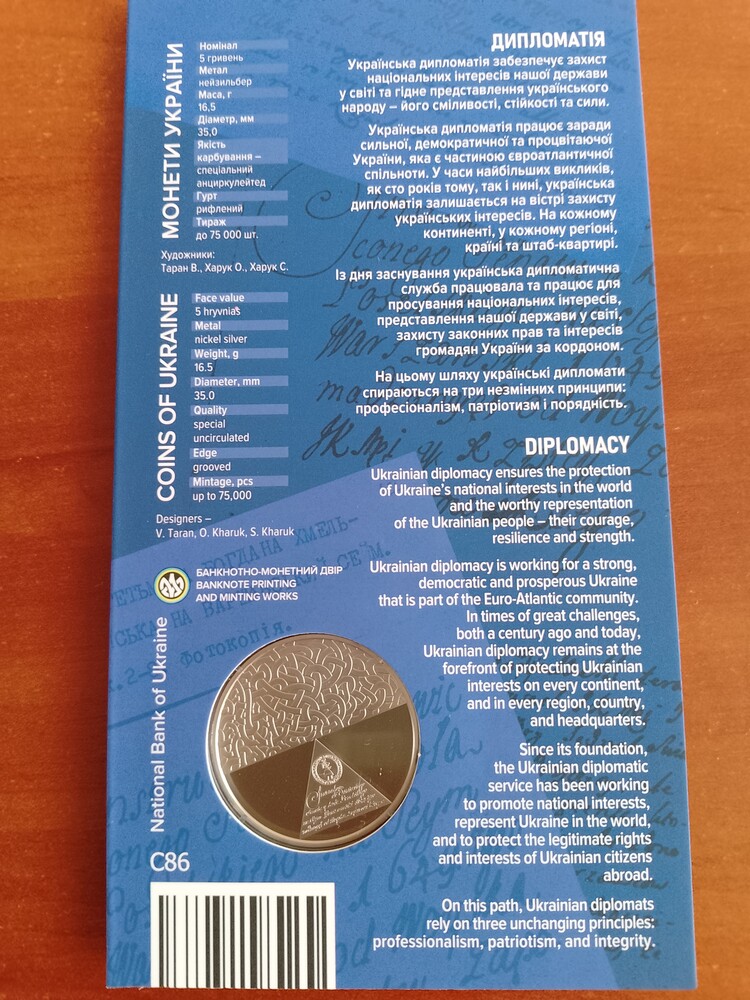 МОНЕТИ УКРАЇНИ
Номінал
5 гривень
Метал
нейзильбер
Маса, г
16,5
Діаметр, мм
35,0
Якість
карбування –
спеціальний
анциркулейтед
Гурт
рифлений
Тираж
до 75 000 шт.
Художники:
Таран В., Харук О., Харук С.
COINS OF UKRAINE
Face value
5 hryvnias
Metal
nickel silver
Weight, g
16.5
Diameter, mm
35.0
Quality
special
uncirculated
Edge
grooved
Mintage, pcs
up to 75,000
Designers –
V. Taran, O. Kharuk, S. Kharuk
БАНКНОТНО-МОНЕТНИЙ ДВІР
BANKNOTE PRINTING
AND MINTING WORKS
National Bank of Ukraine
C86
ДИПЛОМАТІЯ
Українська дипломатія забезпечує захист
національних інтересів нашої держави
у світі та гідне представлення українського
народу – його сміливості, стійкості та сили.
Українська дипломатія працює заради
сильної, демократичної та процвітаючої
України, яка є частиною євроатлантичної
спільноти. У часи найбільших викликів,
як сто років тому, так і нині, українська
дипломатія залишається на вістрі захисту
українських інтересів. На кожному
континенті, у кожному регіоні,
країні та штаб-квартирі.
Із дня заснування українська дипломатична
служба працювала та працює для
просування національних інтересів,
представлення нашої держави у світі,
захисту законних прав та інтересів
громадян України за кордоном.
На цьому шляху українські дипломати
спираються на три незмінних принципи:
професіоналізм, патріотизм і порядність.
DIPLOMACY
Ukrainian diplomacy ensures the protection
of Ukraine's national interests in the world
and the worthy representation
of the Ukrainian people – their courage,
resilience and strength.
Ukrainian diplomacy is working for a strong,
democratic and prosperous Ukraine
that is part of the Euro-Atlantic community.
In times of great challenges,
both a century ago and today,
Ukrainian diplomacy remains at the
forefront of protecting Ukrainian
interests on every continent,
and in every region, country,
and headquarters.
Since its foundation,
the Ukrainian diplomatic
service has been working
to promote national interests,
represent Ukraine in the world,
and to protect the legitimate rights
and interests of Ukrainian citizens
abroad.
On this path, Ukrainian diplomats
rely on three unchanging principles:
professionalism, patriotism, and integrity.